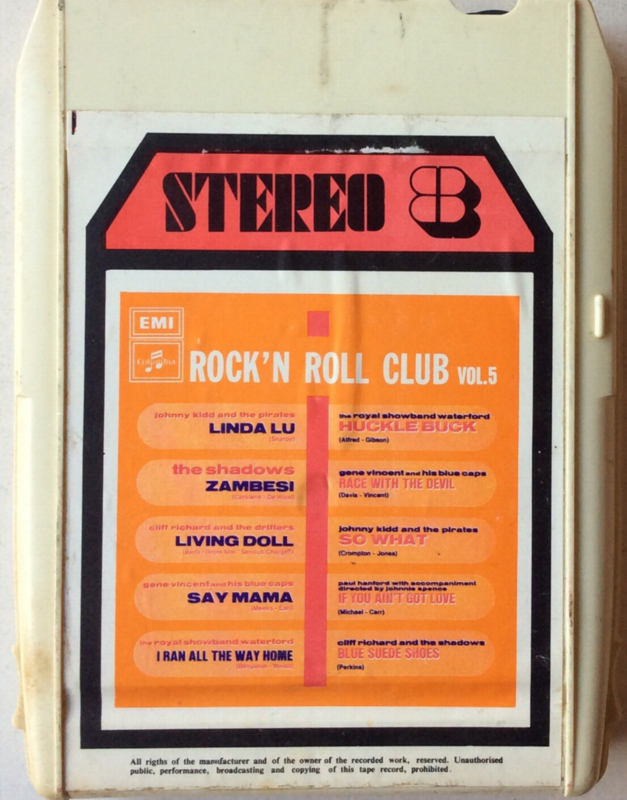 STEREO 8
EMI
Columbia
ROCK'N ROLL CLUB VOL.5
johnny kidd and the pirates
LINDA LU
(Sharpe)
the shadows
ZAMBESI
cliff richard and the drifters
LIVING DOLL
gene vincent and his blue caps
SAY MAMA
the royal showband waterford
I RAN ALL THE WAY HOME
the royal showband waterford
HUCKLE BUCK
(Alfred - Gibson)
gene vincent and his blue caps
RACE WITH THE DEVIL
(Davis - Vincent)
johnny kidd and the pirates
SO WHAT
(Crompton - Jones)
paul hanford with accompaniment
directed by johnnie spence
IF YOU AIN'T GOT LOVE
(Michael - Carr)
cliff richard and the shadows
BLUE SUEDE SHOES
(Perkins)
All rigths of the manufacturer and of the owner of the recorded work, reserved. Unauthorised
public, performance, broadcasting and copying of this tape record, prohibited.